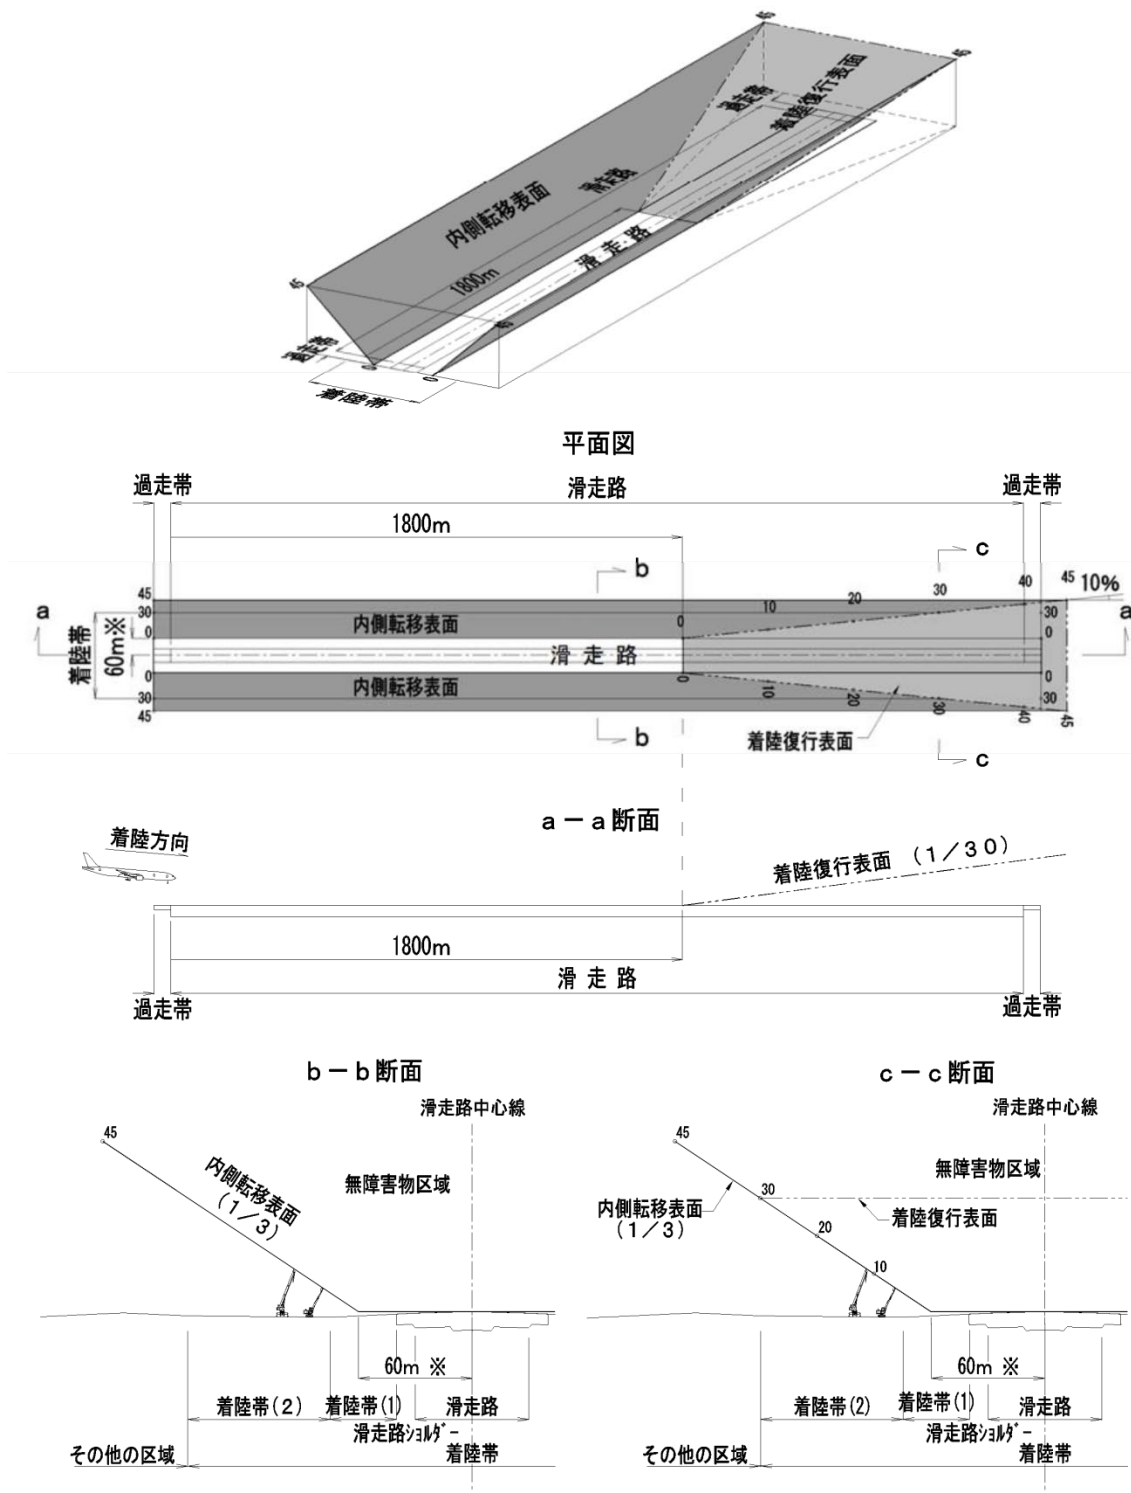 45
45
過走帯
着陸復行表面
滑走路
内側転移表面
滑走路
1800m
45
45
過走帯
0
0
着陸帯
平面図
過走帯
滑走路
過走帯
1800m
c
b
45
40
45
10%
30
20
30
a
30
10
a
内側転移表面
0
0
0
着陸帯
60m※
滑走路
0
0
0
内側転移表面
10
30
20
30
30
45
40
45
b
着陸復行表面
c
a－a断面
着陸方向
着陸復行表面 (1／30)
1800m
滑走路
過走帯
過走帯
b－b断面
c－c断面
滑走路中心線
滑走路中心線
45
45
内側転移表面
(1／3)
無障害物区域
無障害物区域
30
内側転移表面
(1／3)
着陸復行表面
20
10
60m ※
60m ※
着陸帯(2)
着陸帯(1)
滑走路
着陸帯(2)
着陸帯(1)
滑走路
滑走路ｼｮﾙﾀﾞｰ
滑走路ｼｮﾙﾀﾞｰ
その他の区域
着陸帯
その他の区域
着陸帯